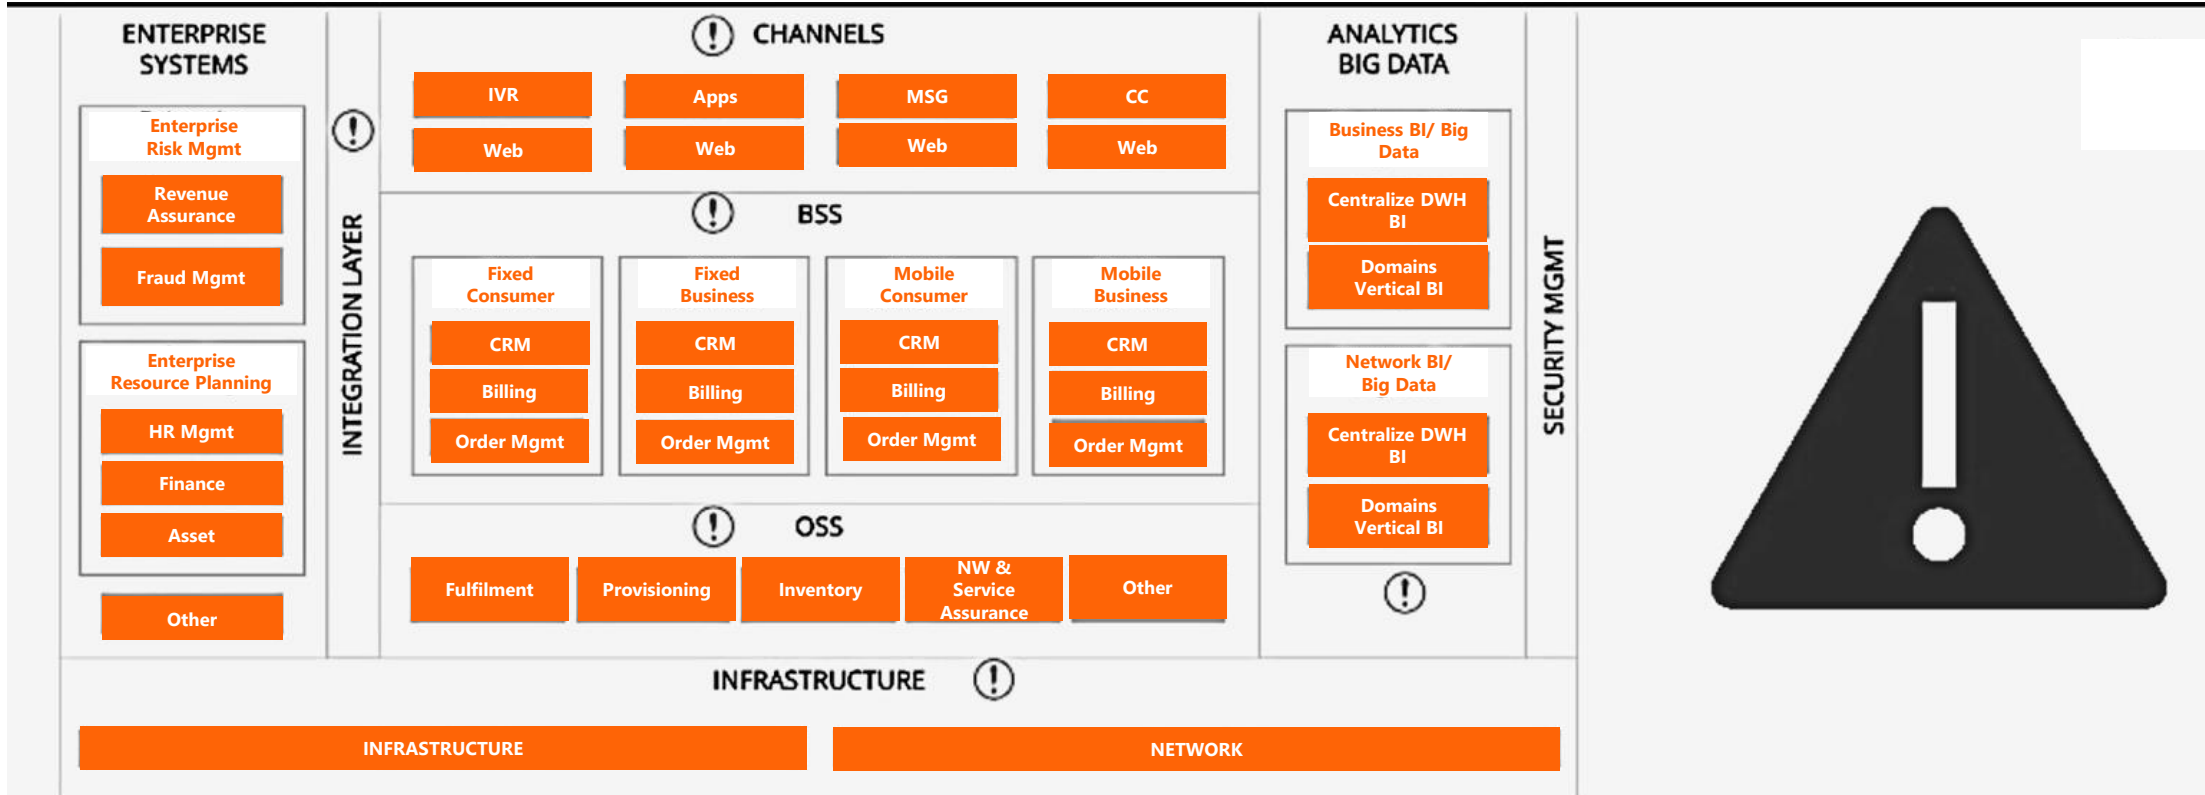 ENTERPRISE
SYSTEMS
Enterprise
Risk Mgmt
Revenue
Assurance
Fraud Mgmt
Enterprise
Resource Planning
HR Mgmt
Finance
Asset
Other
INTEGRATION LAYER
CHANNELS
IVR
Apps
MSG
CC
Web
Web
Web
Web
BSS
Fixed
Consumer
CRM
Billing
Order Mgmt
Fixed
Business
CRM
Billing
Order Mgmt
Mobile
Consumer
CRM
Billing
Order Mgmt
Mobile
Business
CRM
Billing
Order Mgmt
OSS
Fulfilment
Provisioning
Inventory
NW &
Service
Assurance
Other
ANALYTICS
BIG DATA
Business BI/ Big
Data
Centralize DWH
BI
Domains
Vertical BI
Network BI/
Big Data
Centralize DWH
BI
Domains
Vertical BI
SECURITY MGMT
INFRASTRUCTURE
INFRASTRUCTURE
NETWORK